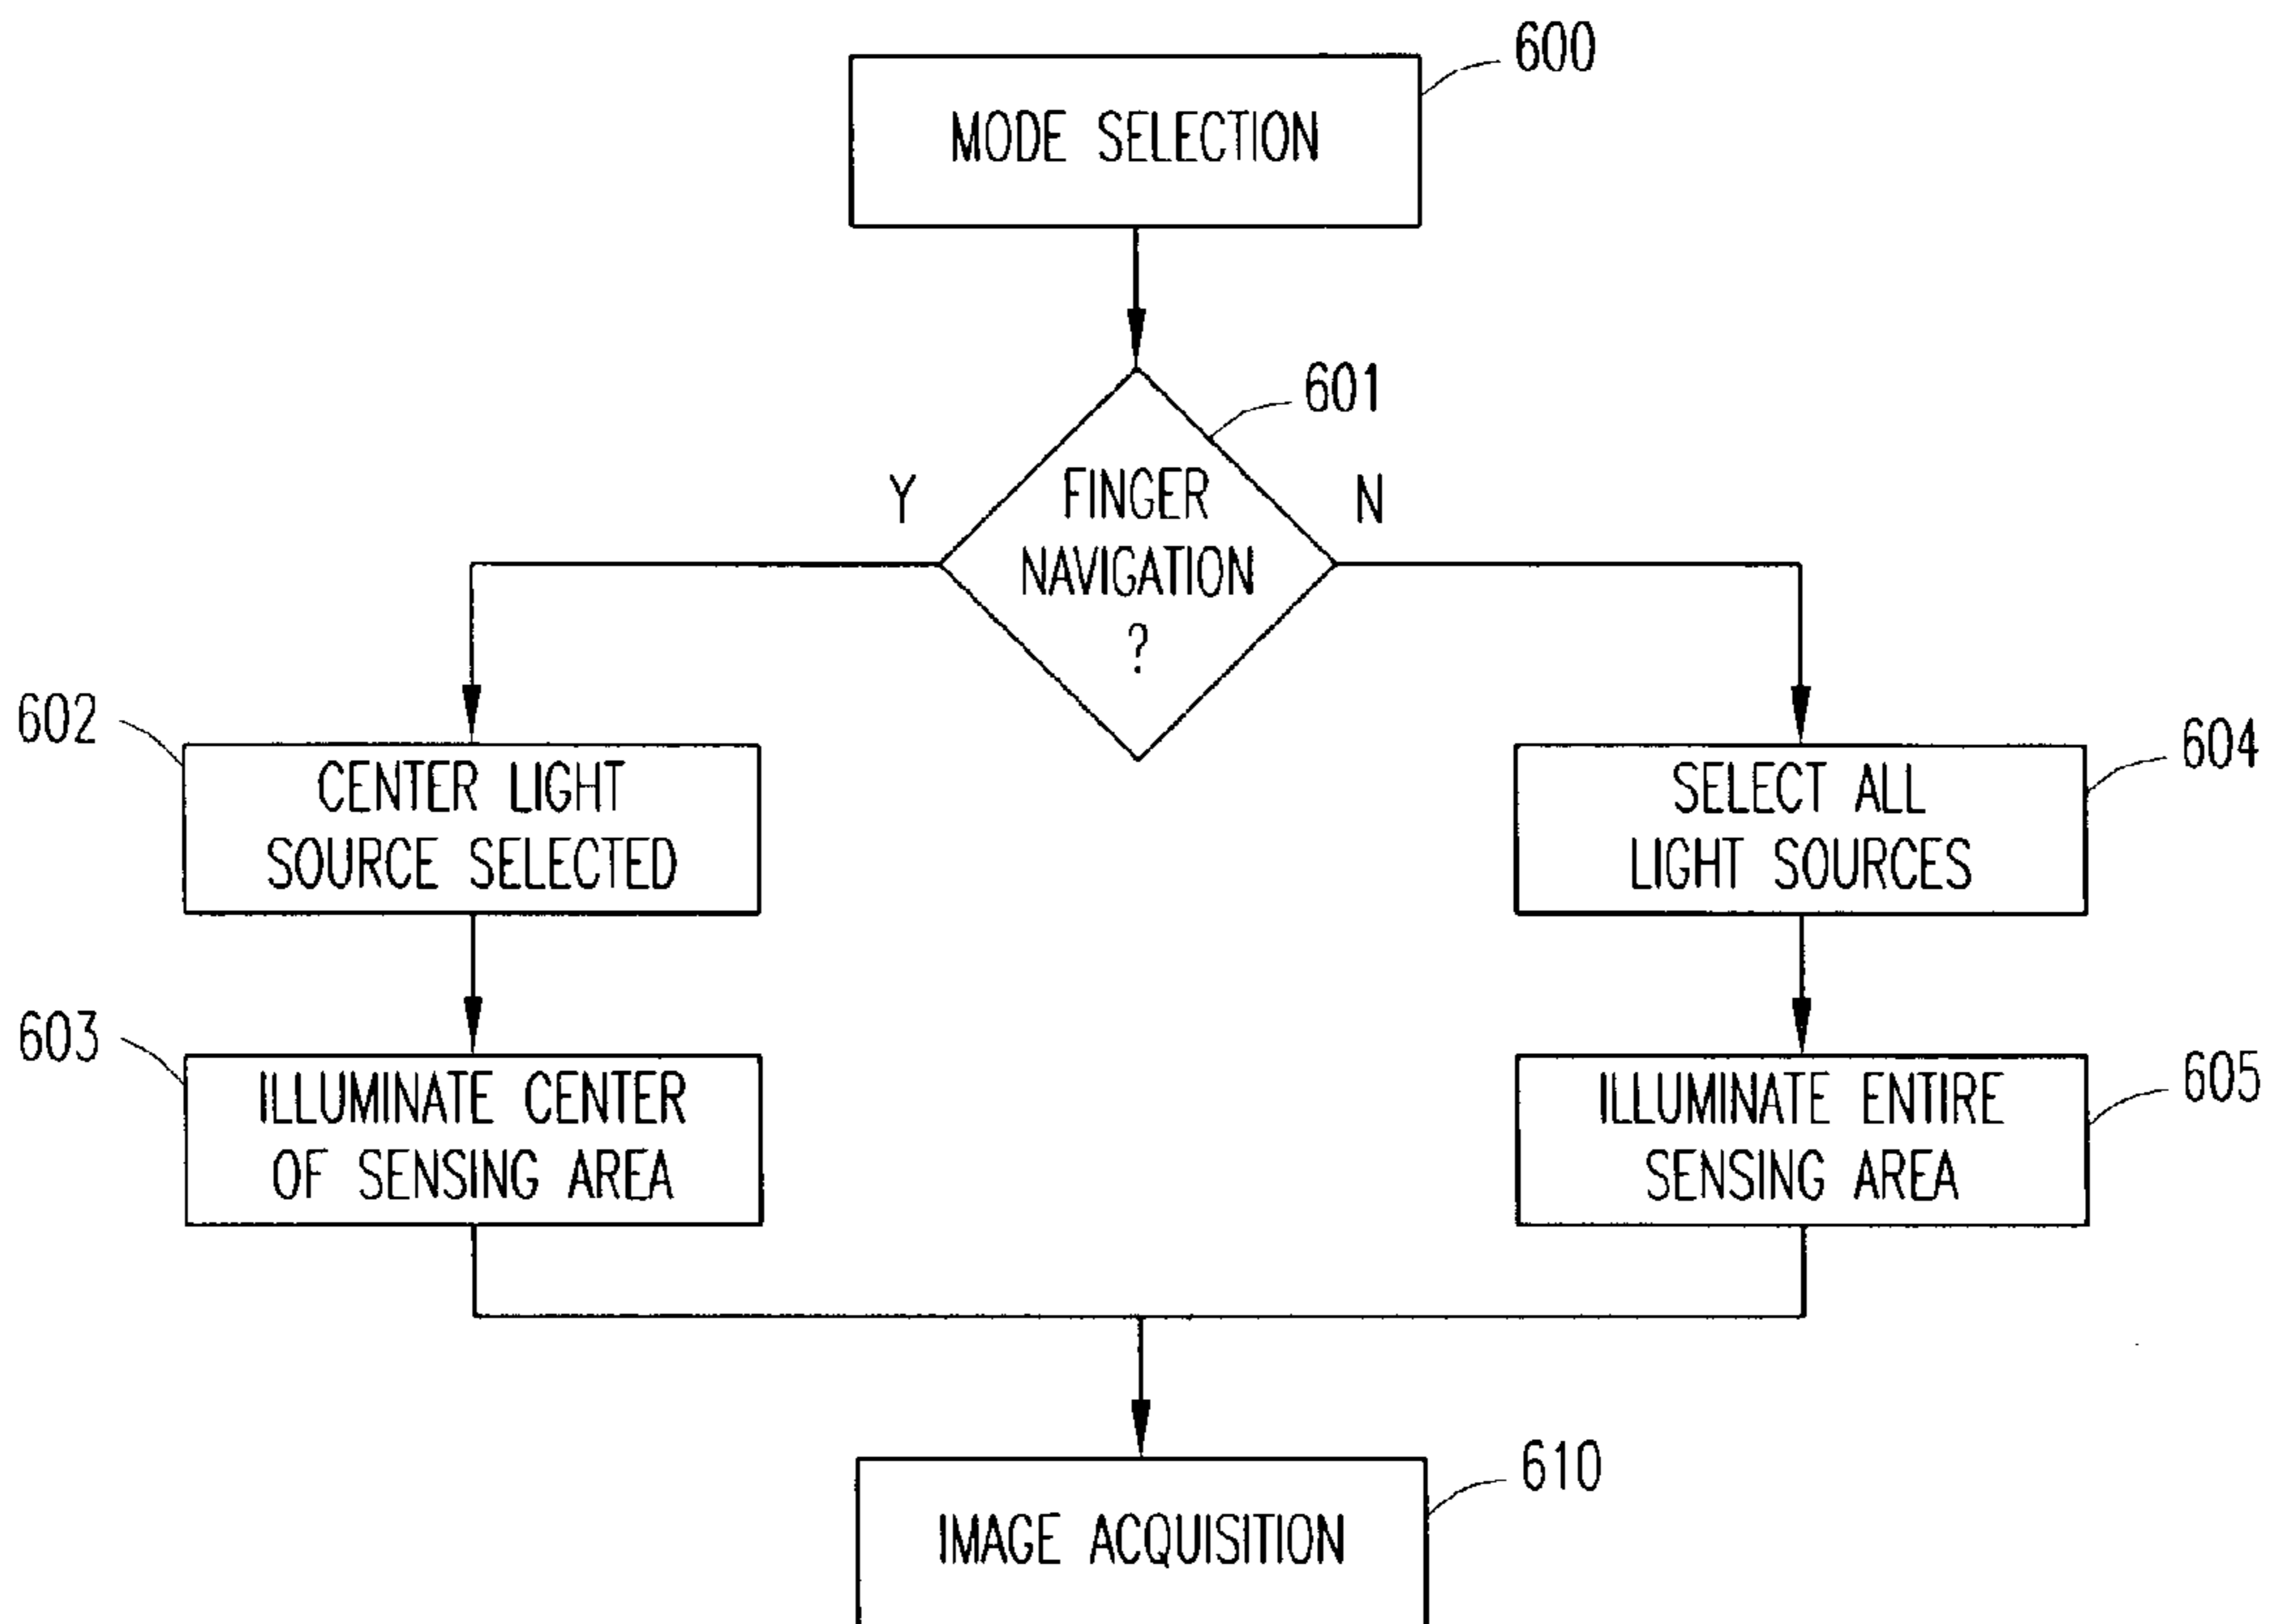 600
MODE SELECTION
601
FINGER
NAVIGATION
?
Y
N
602
CENTER LIGHT
SOURCE SELECTED
604
SELECT ALL
LIGHT SOURCES
603
ILLUMINATE CENTER
OF SENSING AREA
605
ILLUMINATE ENTIRE
SENSING AREA
610
IMAGE ACQUISITION